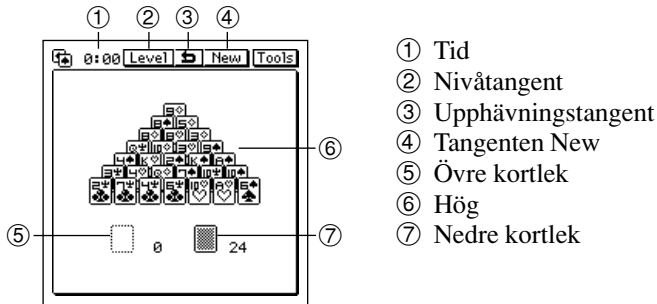 ① ② ③ ④
0:00 Level New Tools
⑥
⑤ 0 24 ⑦
① Tid
② Nivåtangent
③ Upphävningstangent
④ Tangenten New
⑤ Övre kortlek
⑥ Hög
⑦ Nedre kortlek